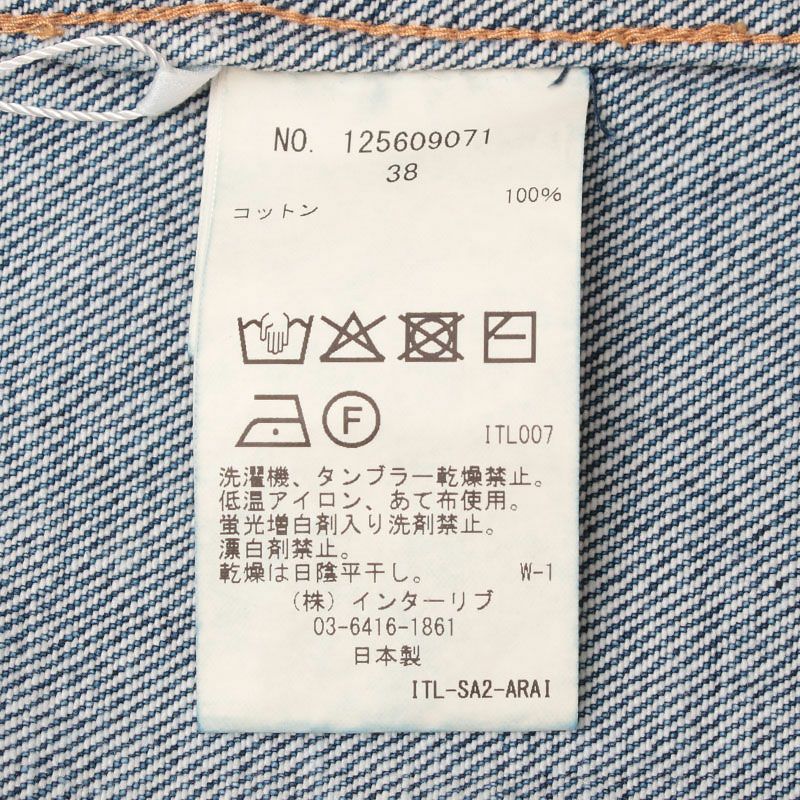 NO. 125609071
38
コットン 100%
F
ITL007
洗濯機、タンブラー乾燥禁止。
低温アイロン、あて布使用。
蛍光増白剤入り洗剤禁止。
漂白剤禁止。
乾燥は日陰平干し。 W-1
（株）インターリブ
03-6416-1861
日本製
ITL-SA2-ARAI